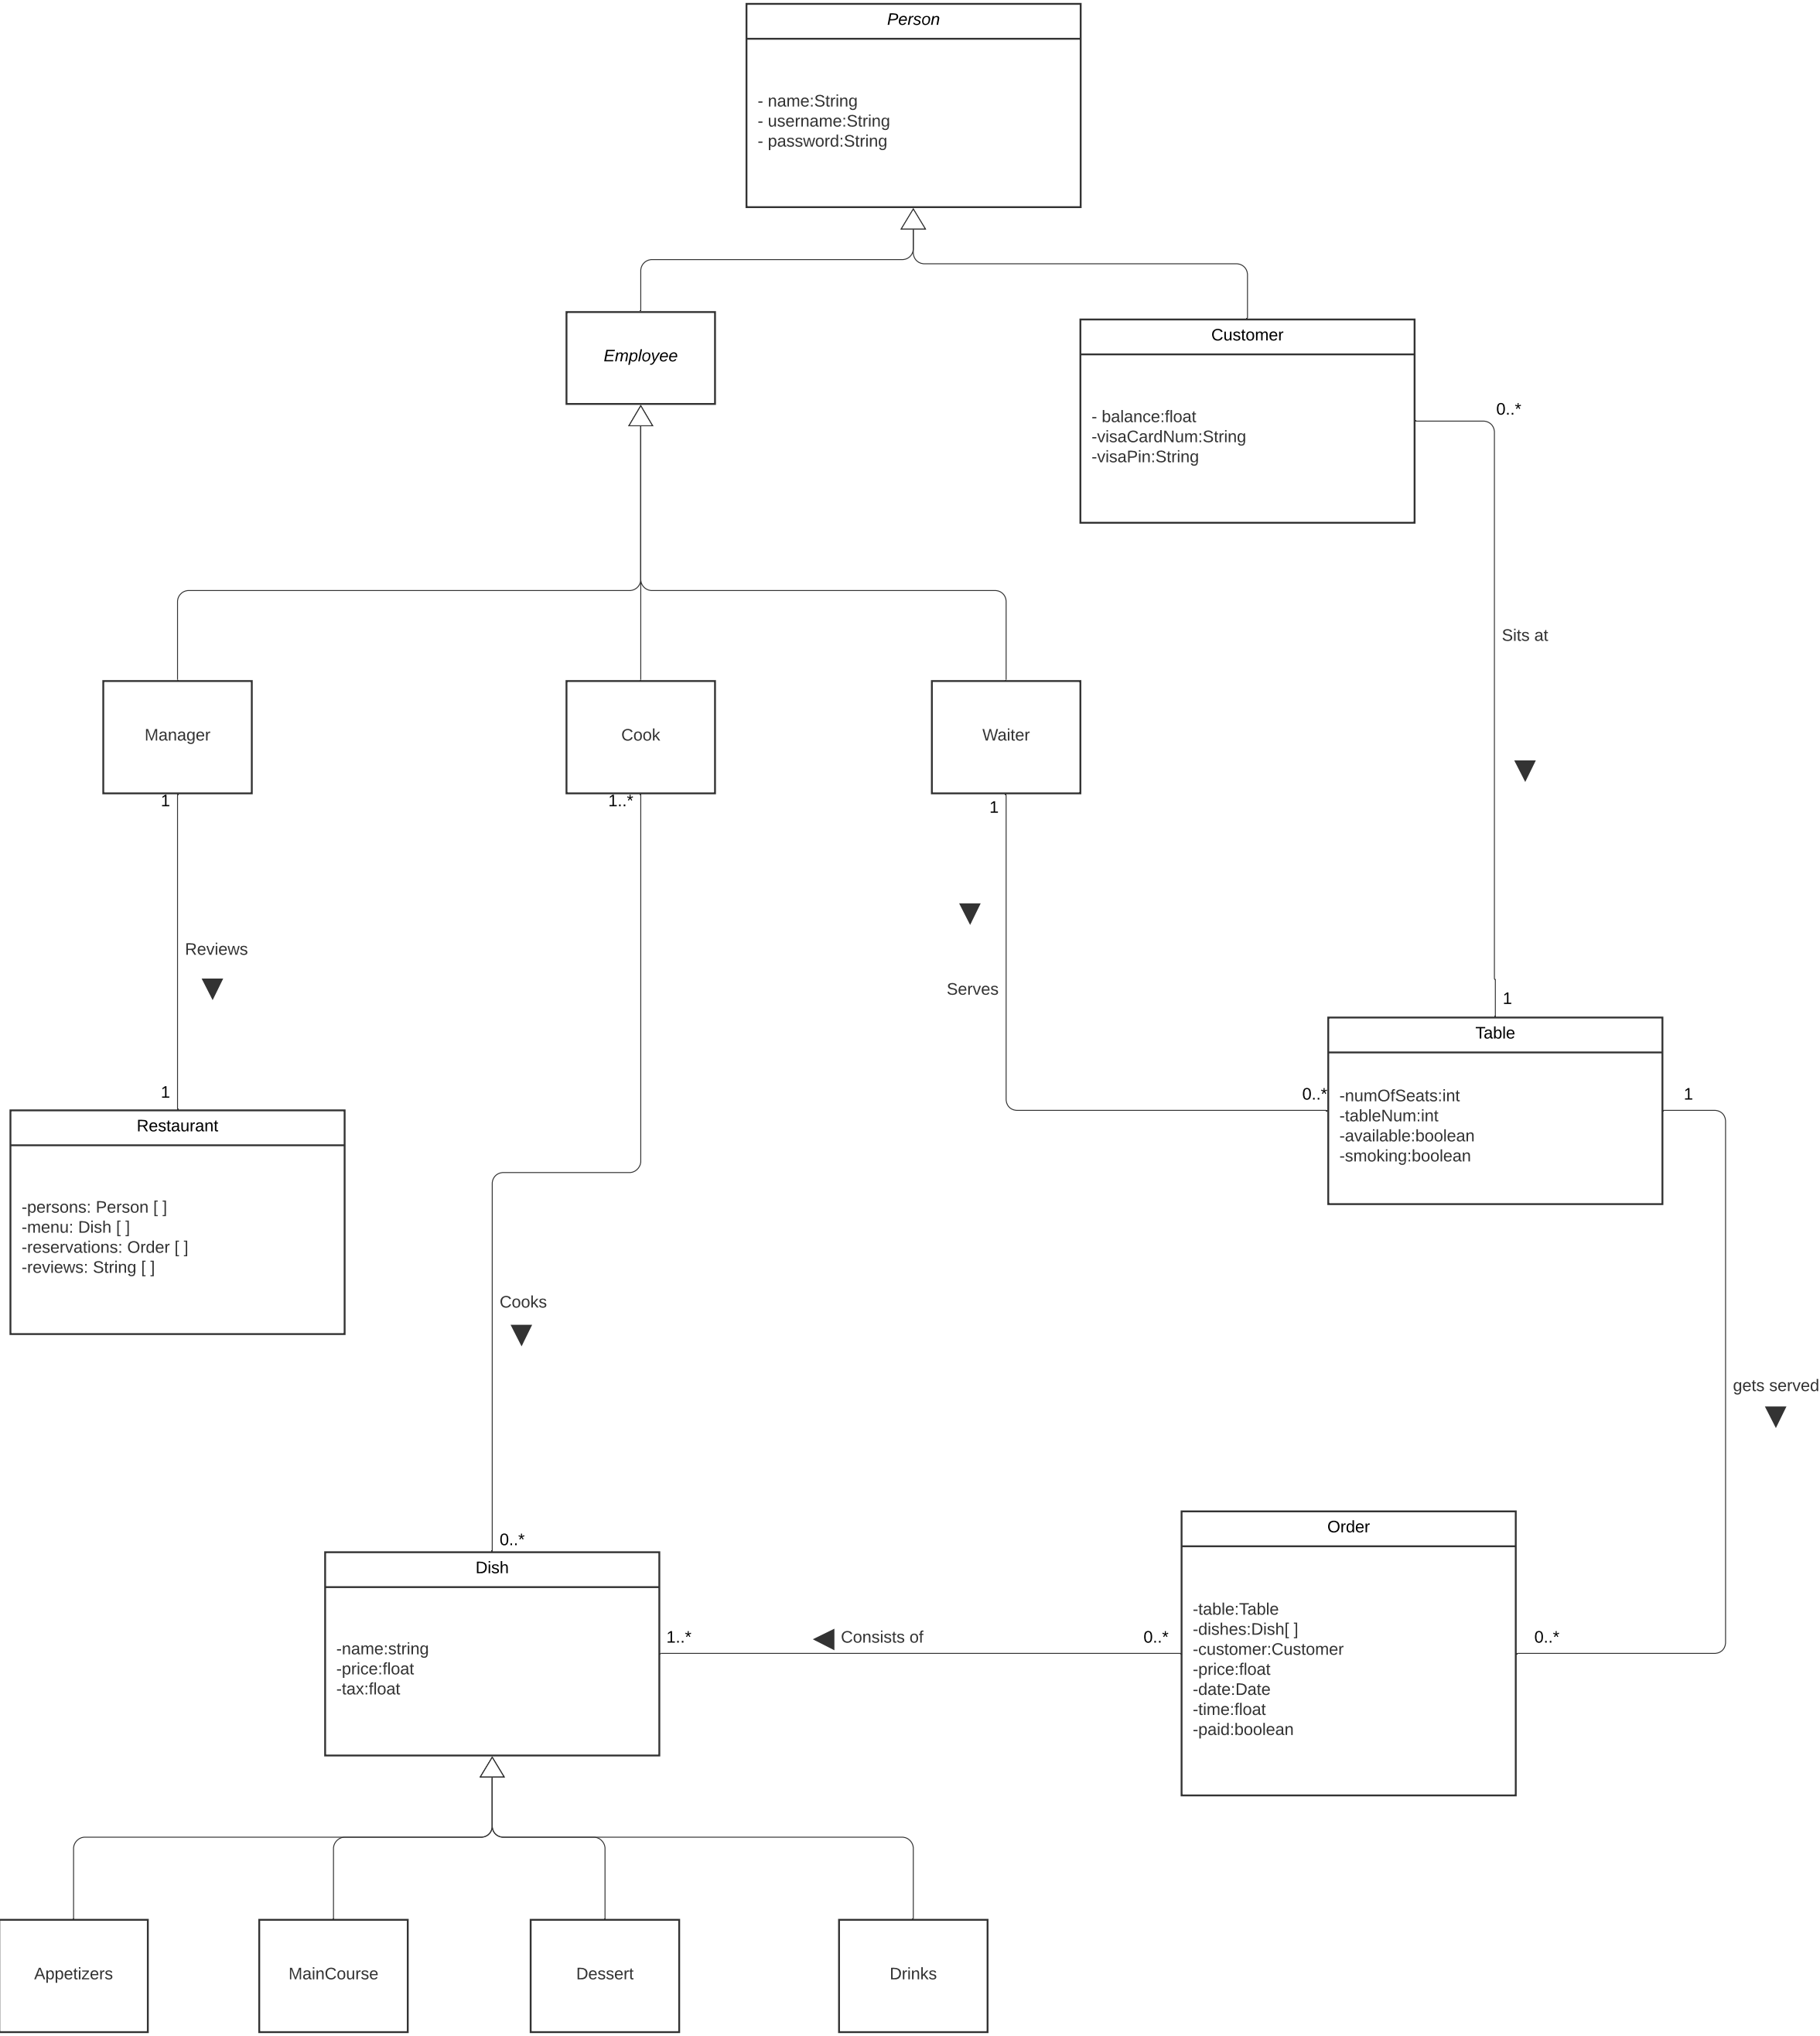 Person
- name:String
- username:String
- password:String
Employee
Customer
- balance:float
-visaCardNum:String
-visaPin:String
0..*
Sits at
Manager
Cook
Waiter
1
1..*
1
Reviews
Serves
1
Table
-numOfSeats:int
-tableNum:int
-available:boolean
-smoking:boolean
0..*
1
1
Restaurant
-persons: Person [ ]
-menu: Dish [ ]
-reservations: Order [ ]
-reviews: String [ ]
Cooks
gets served
0..*
Dish
-name:string
-price:float
-tax:float
1..*
Consists of
0..*
Order
-table:Table
-dishes:Dish[ ]
-customer:Customer
-price:float
-date:Date
-time:float
-paid:boolean
0..*
Appetizers
MainCourse
Dessert
Drinks